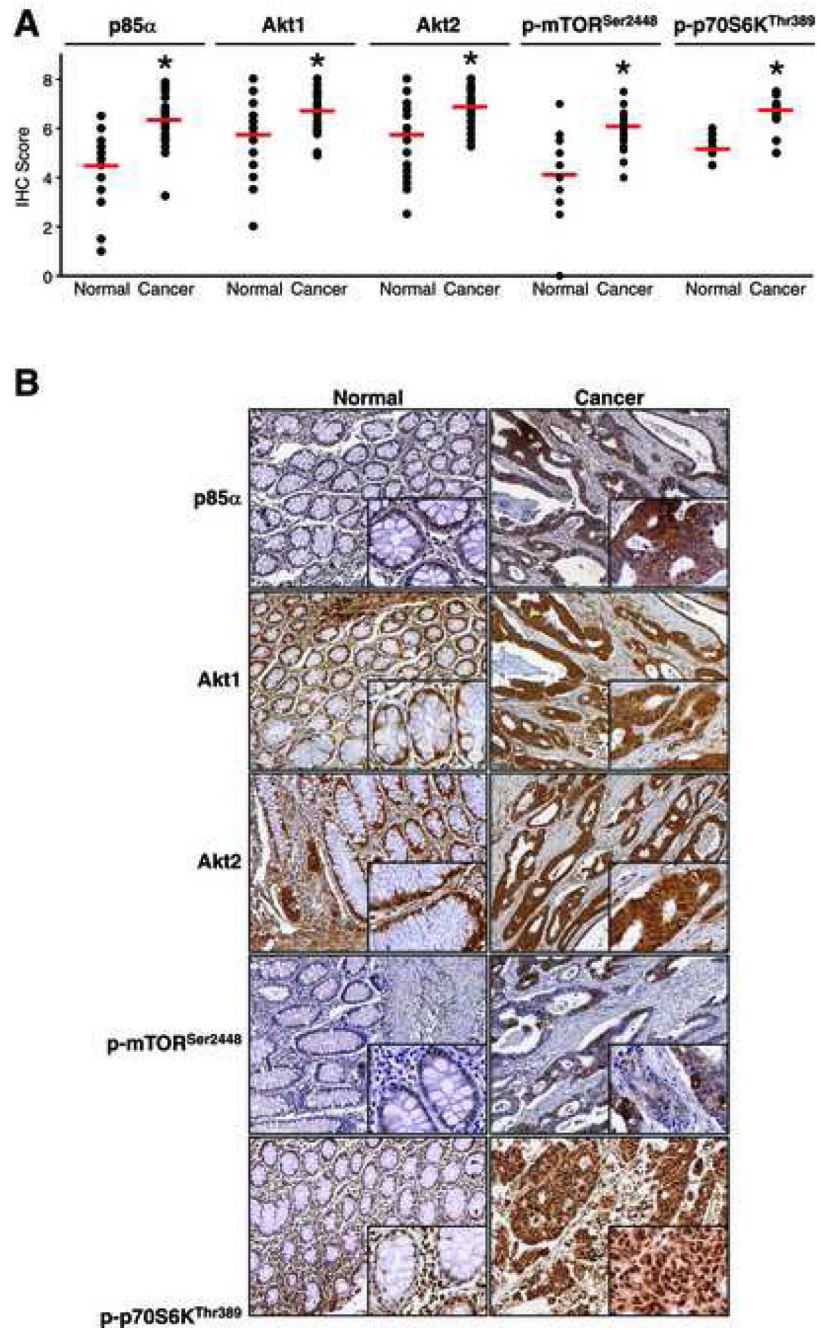 A
p85α Akt1 Akt2 p-mTORSer2448 p-p70S6KThr389
* * * * *
IHC Score
8
6
4
2
0
Normal Cancer Normal Cancer Normal Cancer Normal Cancer Normal Cancer
B
Normal Cancer
p85α
Akt1
Akt2
p-mTORSer2448
p-p70S6KThr389